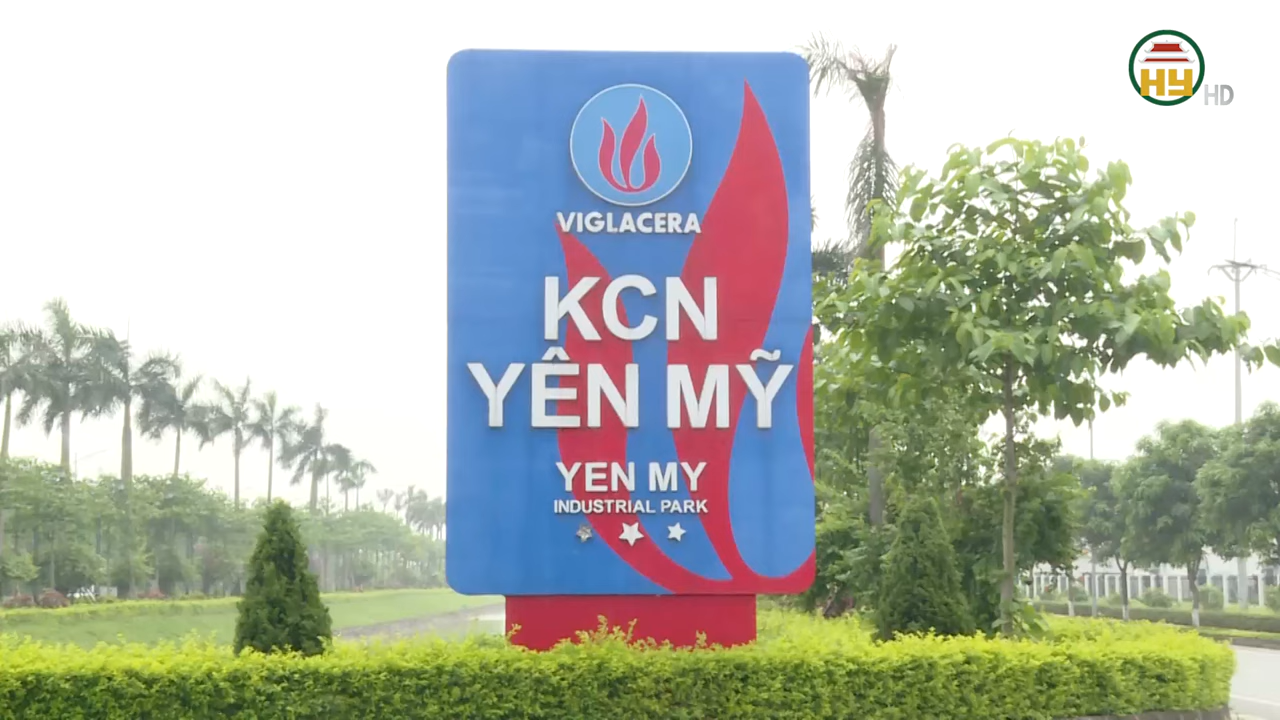 HY HD
VIGLACERA
KCN
YÊN MỸ
YEN MY
INDUSTRIAL PARK